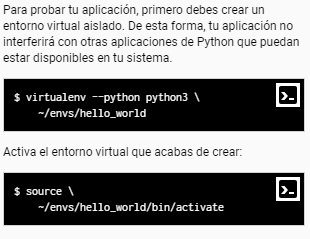 Para probar tu aplicación, primero debes crear un
entorno virtual aislado. De esta forma, tu aplicación no
interferirá con otras aplicaciones de Python que puedan
estar disponibles en tu sistema.
$ virtualenv --python python3 \
~/envs/hello_world
Activa el entorno virtual que acabas de crear:
$ source \
~/envs/hello_world/bin/activate